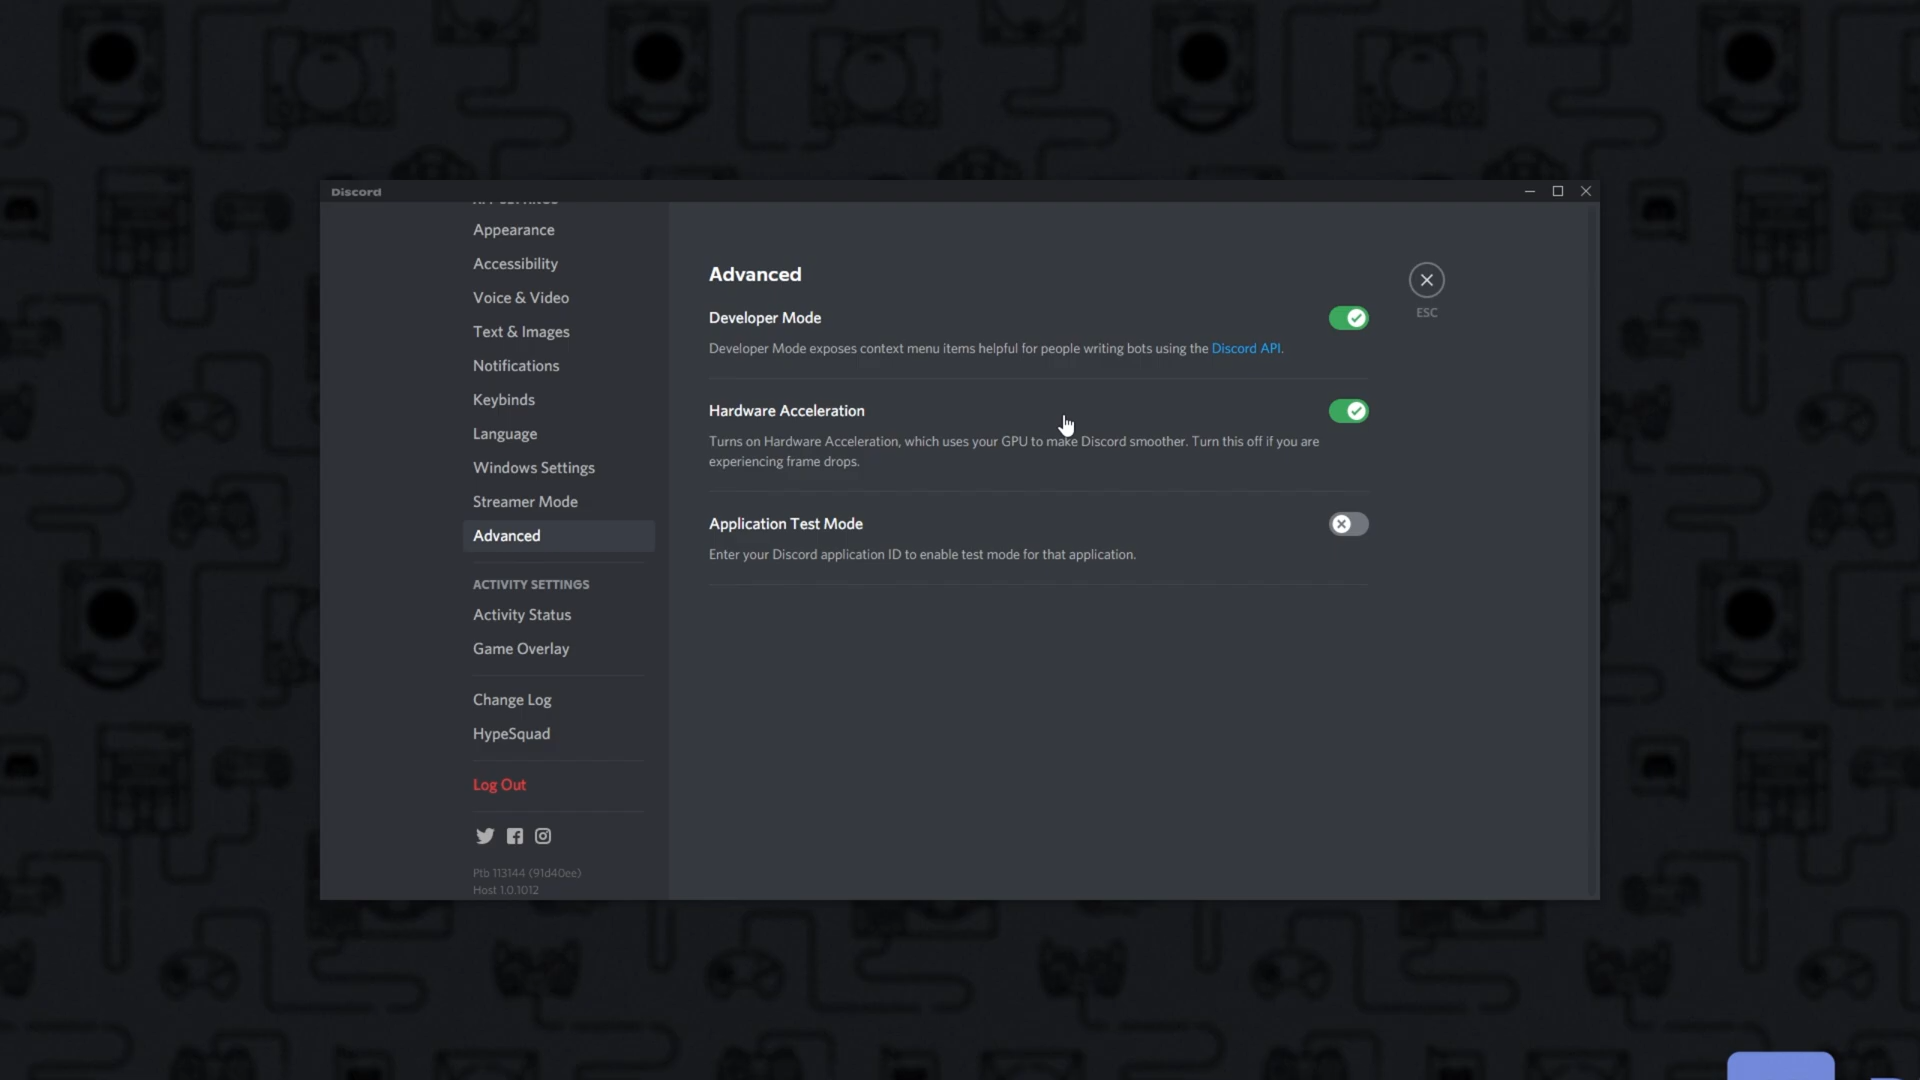 Discord
Appearance
Accessibility
Voice & Video
Text & Images
Notifications
Keybinds
Language
Windows Settings
Streamer Mode
Advanced
ACTIVITY SETTINGS
Activity Status
Game Overlay
Change Log
HypeSquad
Log Out
Ptb 113144 (91d40ee)
Host 1.0.1012
Advanced
Developer Mode
Developer Mode exposes context menu items helpful for people writing bots using the Discord API.
Hardware Acceleration
Turns on Hardware Acceleration, which uses your GPU to make Discord smoother. Turn this off if you are
experiencing frame drops.
Application Test Mode
Enter your Discord application ID to enable test mode for that application.
ESC